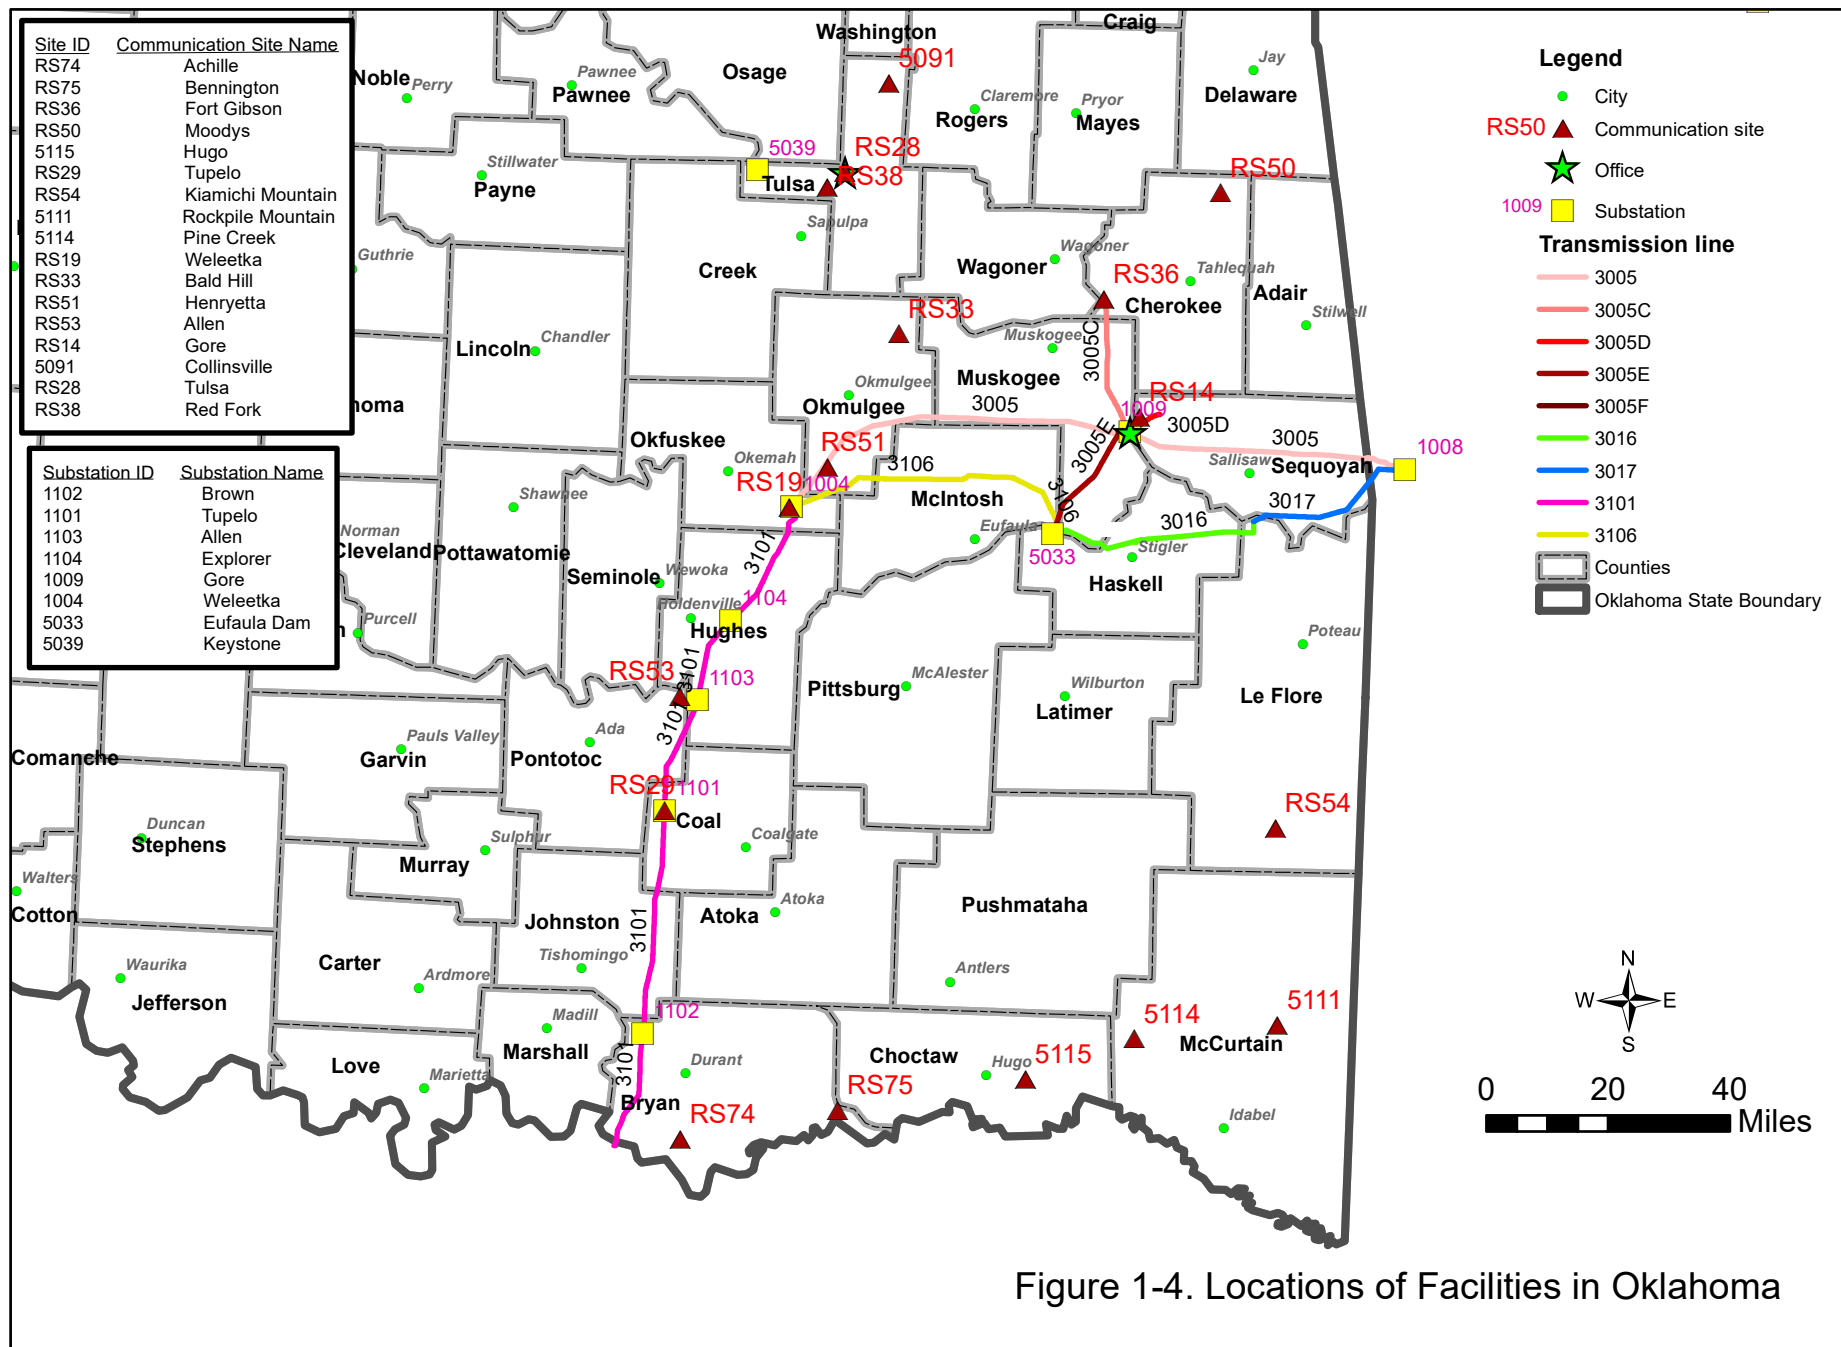 Site ID Communication Site Name
RS74 Achille
RS75 Bennington
RS36 Fort Gibson
RS50 Moodys
5115 Hugo
RS29 Tupelo
RS54 Kiamichi Mountain
5111 Rockpile Mountain
5114 Pine Creek
RS19 Weleetka
RS33 Bald Hill
RS51 Henryetta
RS53 Allen
RS14 Gore
5091 Collinsville
RS28 Tulsa
RS38 Red Fork
Substation ID Substation Name
1102 Brown
1101 Tupelo
1103 Allen
1104 Explorer
1009 Gore
1004 Weleetka
5033 Eufaula Dam
5039 Keystone
Legend
City
RS50 Communication site
Office
1009 Substation
Transmission line
3005
3005C
3005D
3005E
3005F
3016
3017
3101
3106
Counties
Oklahoma State Boundary
Washington
Craig
Osage
5091
Jay
Noble
Perry
Pawnee
Pawnee
Claremore
Rogers
Pryor
Mayes
Delaware
5039
RS28
Tulsa
RS38
RS50
Stillwater
Payne
Sapulpa
Guthrie
Creek
Wagoner
Wagoner
RS36
Tahlequah
Cherokee
Adair
Stilwell
RS33
Lincoln
Chandler
Muskogee
3005C
Muskogee
Okmulgee
Okmulgee
3005
RS14
1009
3005D
3005E
3005
1008
homa
Okfuskee
Okemah
RS51
RS19
1004
3106
McIntosh
3106
Sallisaw
Sequoyah
3017
3016
Shawnee
Norman
Cleveland
Pottawatomie
Eufaula
5033
Stigler
Haskell
Seminole
Wewoka
3101
Holdenville
1104
Hughes
Purcell
Poteau
RS53
3101
1103
3101
Pittsburg
McAlester
Wilburton
Latimer
Le Flore
Comanche
Pauls Valley
Garvin
Ada
Pontotoc
RS29
1101
Coal
Coalgate
RS54
Duncan
Stephens
Sulphur
Murray
Walters
Cotton
Johnston
3101
Atoka
Atoka
Pushmataha
Tishomingo
Antlers
Waurika
Jefferson
Carter
Ardmore
Madill
Marshall
1102
3101
Durant
Bryan
RS74
Love
Marietta
Choctaw
Hugo
5115
RS75
5114
5111
McCurtain
Idabel
N
W E
S
0 20 40
Miles
Figure 1-4. Locations of Facilities in Oklahoma